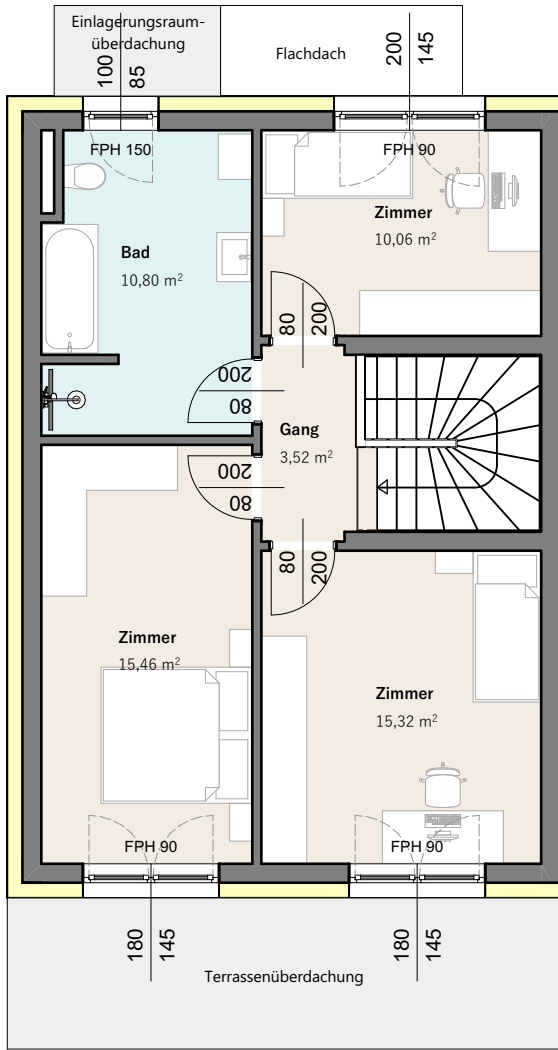 Einlagerungsraum-
überdachung
Flachdach
100
85
200
145
FPH 150
FPH 90
Bad
10,80 m²
Zimmer
10,06 m²
80
200
200
80
Gang
3,52 m²
200
80
80
200
Zimmer
15,46 m²
Zimmer
15,32 m²
FPH 90
FPH 90
180
145
180
145
Terrassenüberdachung